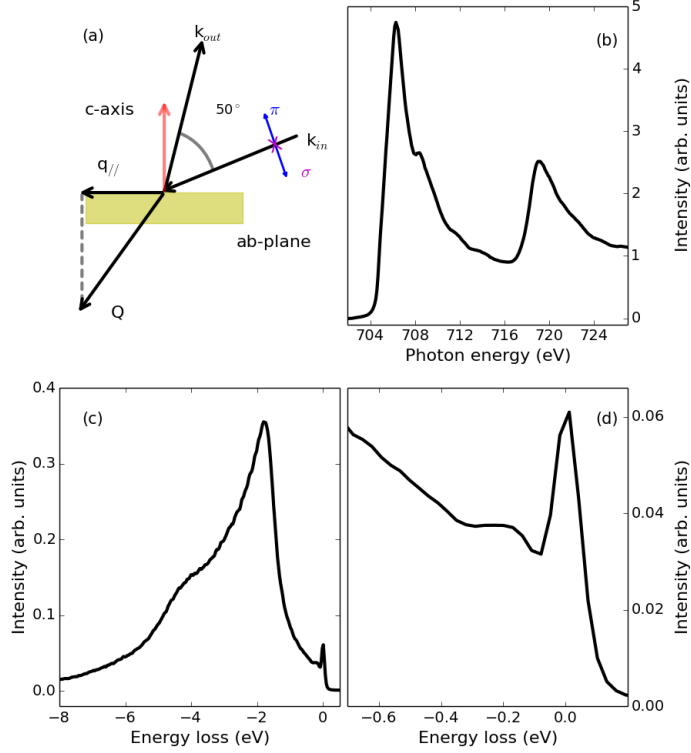 (a)
k_out
c-axis
50°
π
k_in
q_//
σ
ab-plane
Q
(b)
5
4
3
2
1
0
Intensity (arb. units)
704 708 712 716 720 724
Photon energy (eV)
(c)
0.4
0.3
0.2
0.1
0.0
Intensity (arb. units)
−8 −6 −4 −2 0
Energy loss (eV)
(d)
0.06
0.04
0.02
0.00
Intensity (arb. units)
−0.6 −0.4 −0.2 0.0
Energy loss (eV)